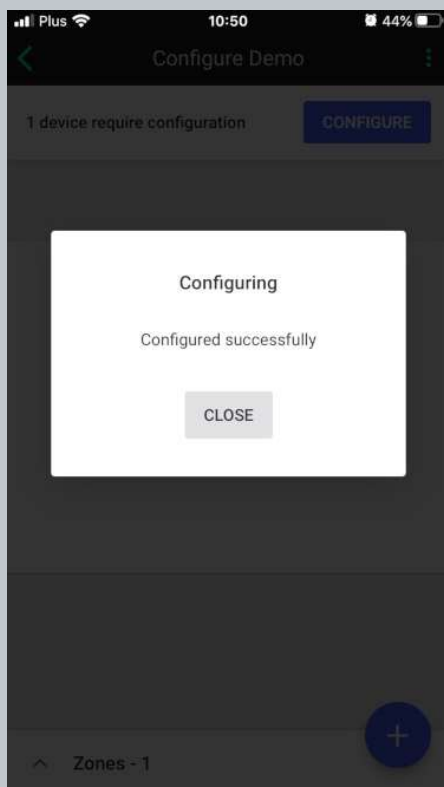 Plus 10:50 44%
Configure Demo
1 device require configuration CONFIGURE
Configuring
Configured successfully
CLOSE
Zones - 1